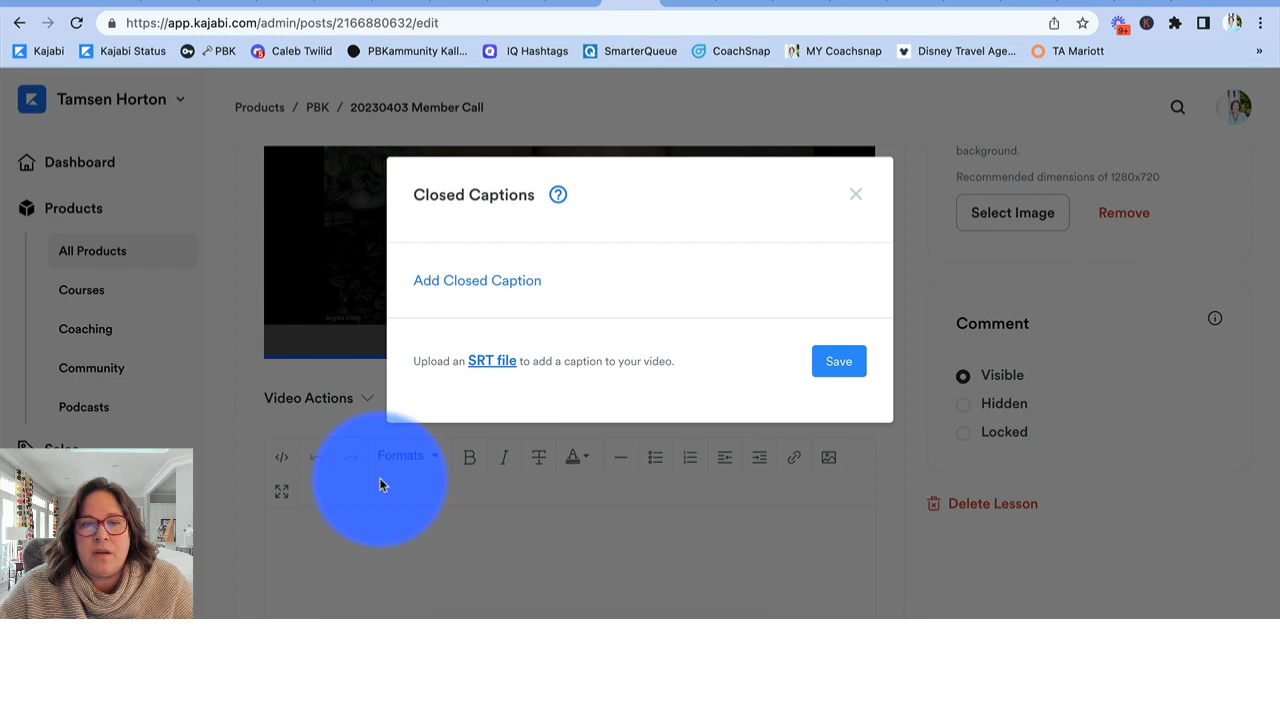 https://app.kajabi.com/admin/posts/2166880632/edit
9+
Kajabi
Kajabi Status
PBK
Caleb Twilid
PBKammunity Kall...
IQ Hashtags
SmarterQueue
CoachSnap
MY Coachsnap
Disney Travel Age...
TA Mariott
»
Tamsen Horton
Products / PBK / 20230403 Member Call
Dashboard
Products
All Products
Courses
Coaching
Community
Podcasts
Sales
Closed Captions
Add Closed Caption
Upload an SRT file to add a caption to your video.
Save
Video Actions
Formats
background.
Recommended dimensions of 1280x720
Select Image
Remove
Comment
Visible
Hidden
Locked
Delete Lesson